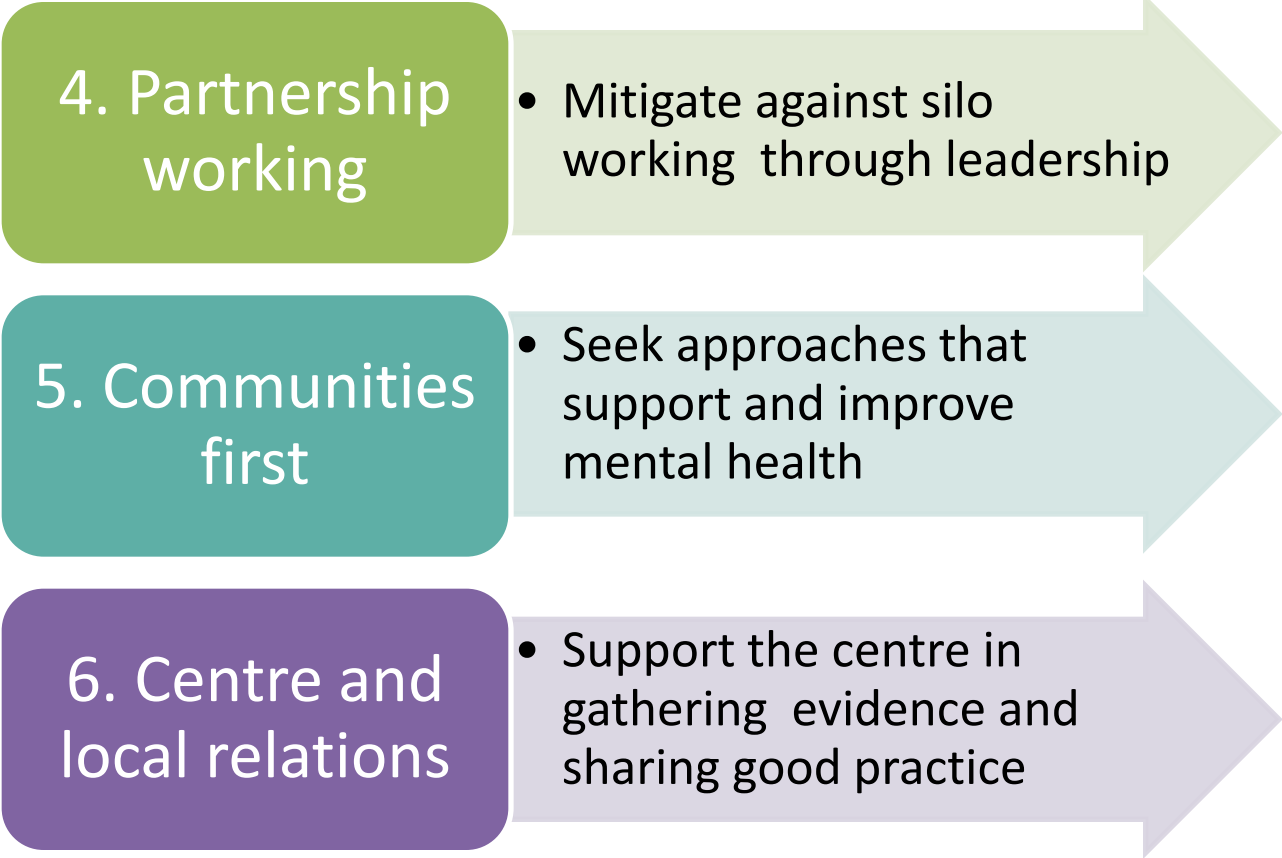 4. Partnership
working
• Mitigate against silo
working  through leadership
5. Communities
first
• Seek approaches that
support and improve
mental health
6. Centre and
local relations
• Support the centre in
gathering  evidence and
sharing good practice